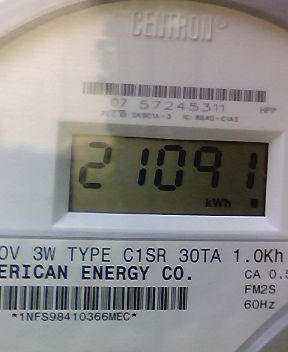 CENTRON®
07 57245311
HPP
21091
kWh
0V 3W TYPE C1SR 30TA 1.0Kh
ERICAN ENERGY CO.
CA 0.5
FM2S
60Hz
*1NFS98410366MEC*